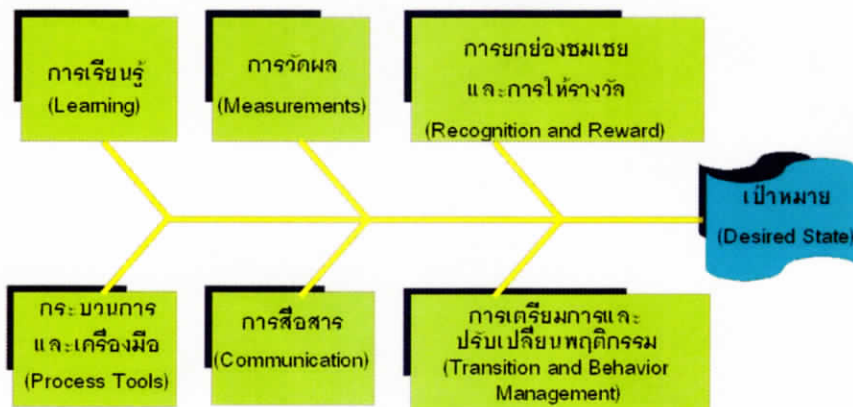 การเรียนรู้
(Learning)
การวัดผล
(Measurements)
การยกย่องชมเชย
และการให้รางวัล
(Recognition and Reward)
เป้าหมาย
(Desired State)
กระบวนการ
และเครื่องมือ
(Process Tools)
การสื่อสาร
(Communication)
การเตรียมการและ
ปรับเปลี่ยนพฤติกรรม
(Transition and Behavior
Management)